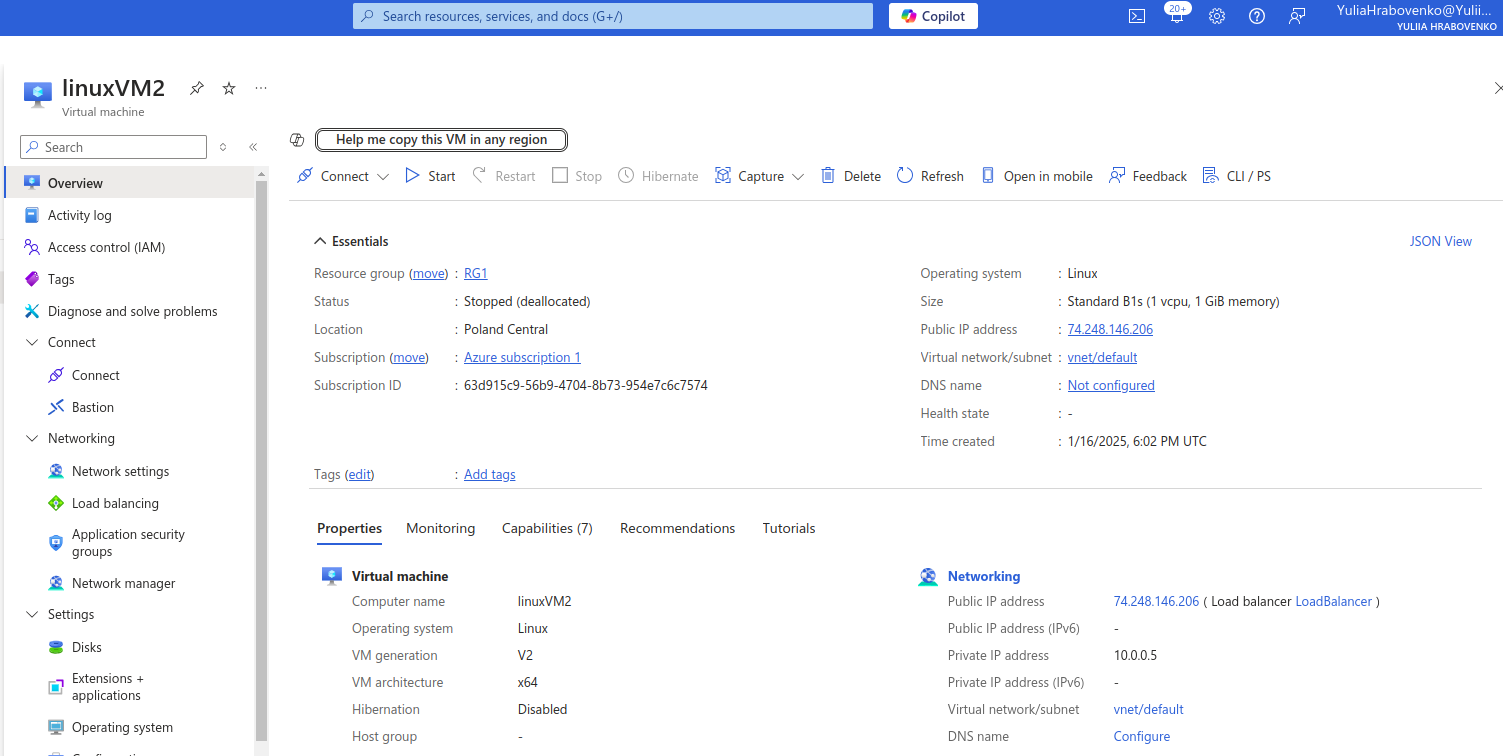 Search resources, services, and docs (G+/)
Copilot
20+
YuliaHrabovenko@Yulii...
YULIIA HRABOVENKO
linuxVM2
Virtual machine
Search
Help me copy this VM in any region
Connect
Start
Restart
Stop
Hibernate
Capture
Delete
Refresh
Open in mobile
Feedback
CLI / PS
Overview
Activity log
Access control (IAM)
Tags
Diagnose and solve problems
Connect
Connect
Bastion
Networking
Network settings
Load balancing
Application security
groups
Network manager
Settings
Disks
Extensions +
applications
Operating system
Essentials
JSON View
Resource group (move) : RG1
Status : Stopped (deallocated)
Location : Poland Central
Subscription (move) : Azure subscription 1
Subscription ID : 63d915c9-56b9-4704-8b73-954e7c6c7574
Operating system : Linux
Size : Standard B1s (1 vcpu, 1 GiB memory)
Public IP address : 74.248.146.206
Virtual network/subnet : vnet/default
DNS name : Not configured
Health state : -
Time created : 1/16/2025, 6:02 PM UTC
Tags (edit) : Add tags
Properties
Monitoring
Capabilities (7)
Recommendations
Tutorials
Virtual machine
Computer name linuxVM2
Operating system Linux
VM generation V2
VM architecture x64
Hibernation Disabled
Host group -
Networking
Public IP address 74.248.146.206 ( Load balancer LoadBalancer )
Public IP address (IPv6) -
Private IP address 10.0.0.5
Private IP address (IPv6) -
Virtual network/subnet vnet/default
DNS name Configure